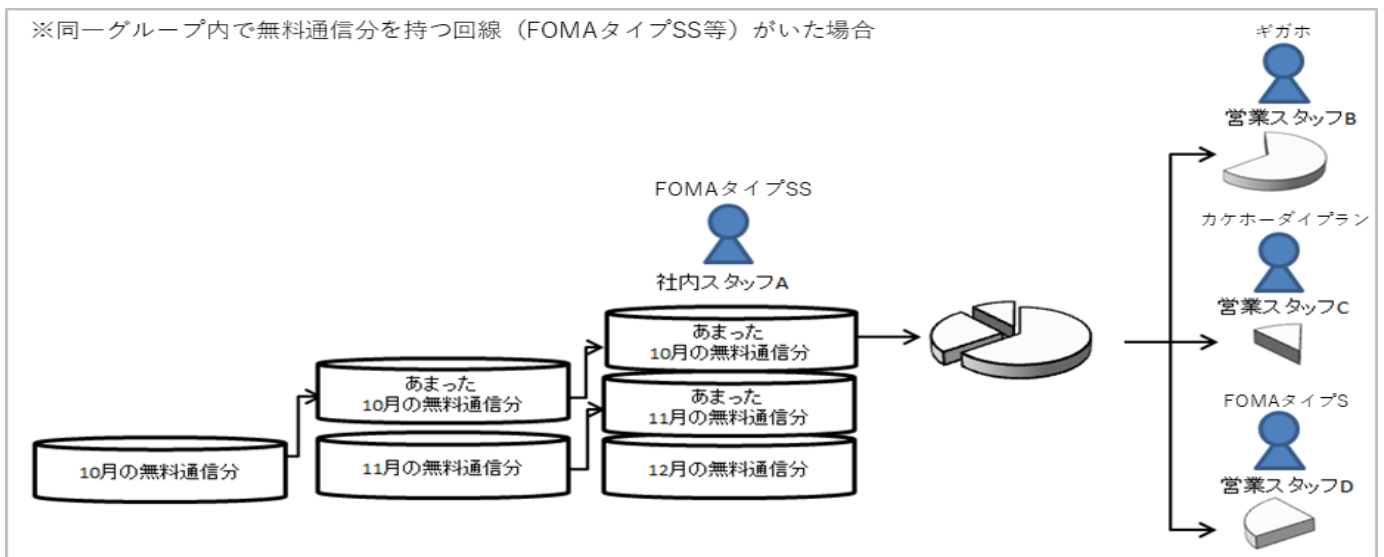 ※同一グループ内で無料通信分を持つ回線（FOMAタイプSS等）がいた場合
ギガホ
営業スタッフB
FOMAタイプSS
社内スタッフA
カケホーダイプラン
営業スタッフC
あまった
10月の無料通信分
あまった
10月の無料通信分
あまった
11月の無料通信分
FOMAタイプS
営業スタッフD
10月の無料通信分
11月の無料通信分
12月の無料通信分